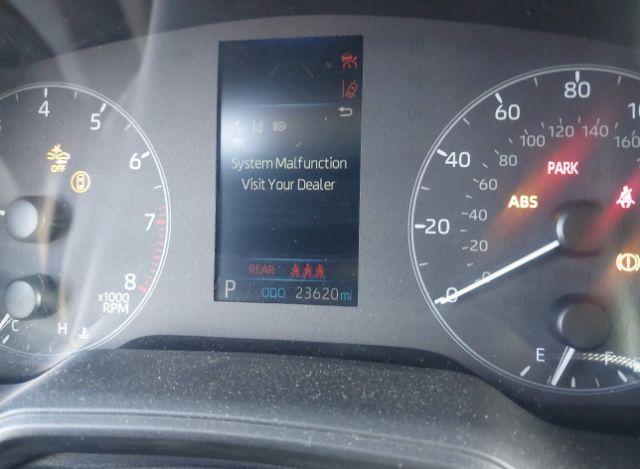 4
5
6
7
8
x1000
RPM
OFF
C
H
System Malfunction
Visit Your Dealer
REAR
P ODO 23620 mi
0
20
40
60
80
0
20
40
60
80
100
120
140
160
PARK
ABS
E
F